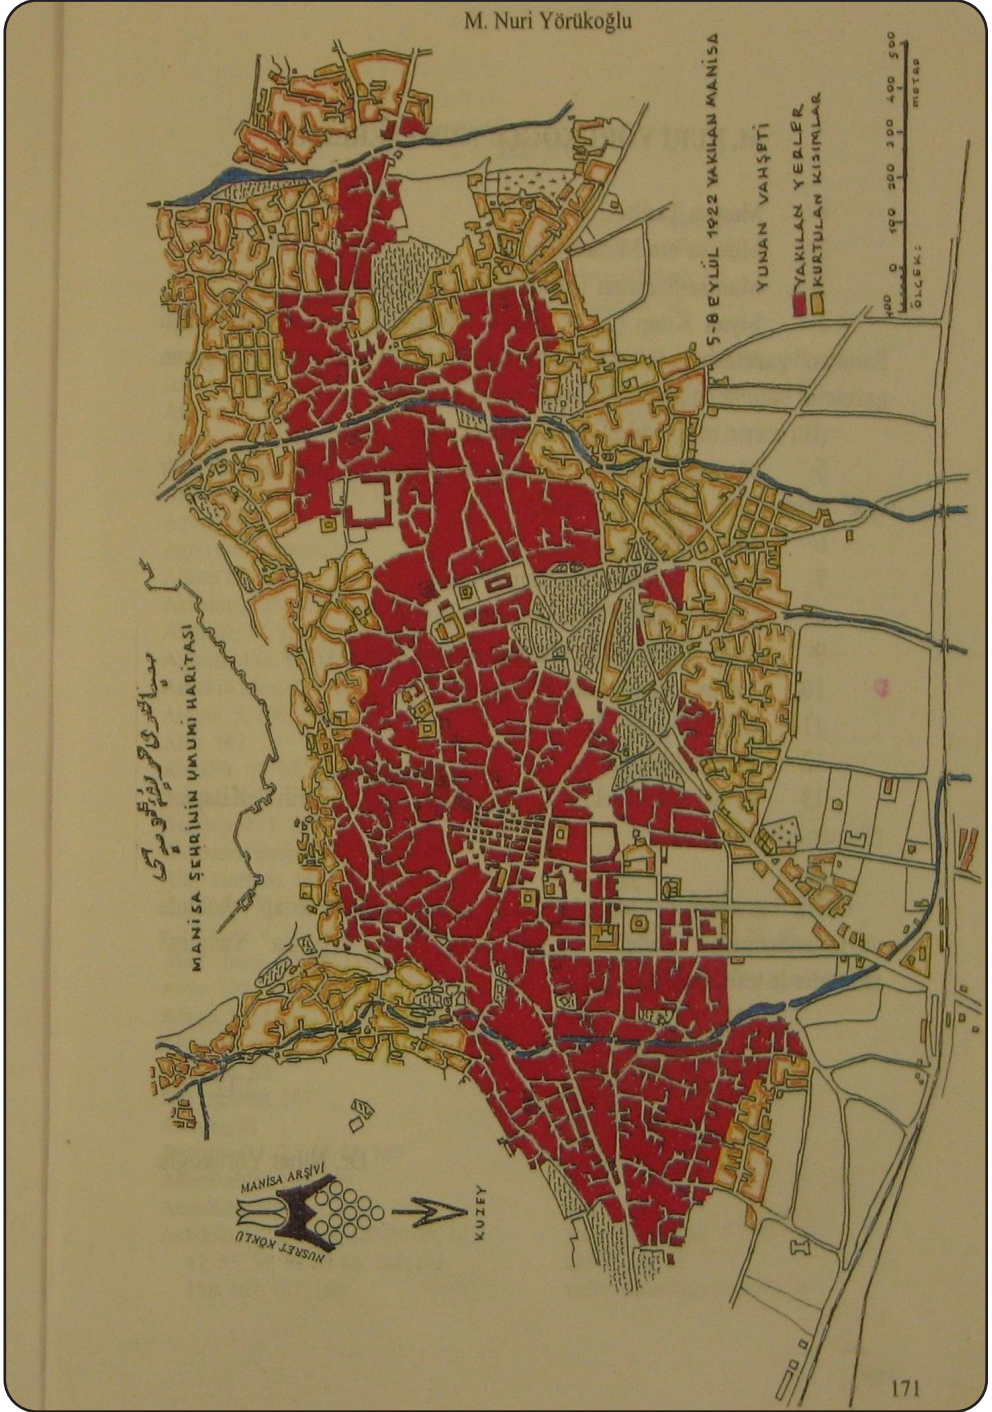 M. Nuri Yörükoğlu
5-8 EYLÜL 1922 YAKILAN MANİSA
YUNAN VAHŞETİ
YAKILAN YERLER
KURTULAN KISIMLAR
100 0 100 200 300 400 500
ÖLÇEK: METRE
MANİSA ŞEHRİNİN UMUMİ HARİTASI
MANİSA ARŞİVİ
NUSRET KÖKLÜ
KUZEY
171